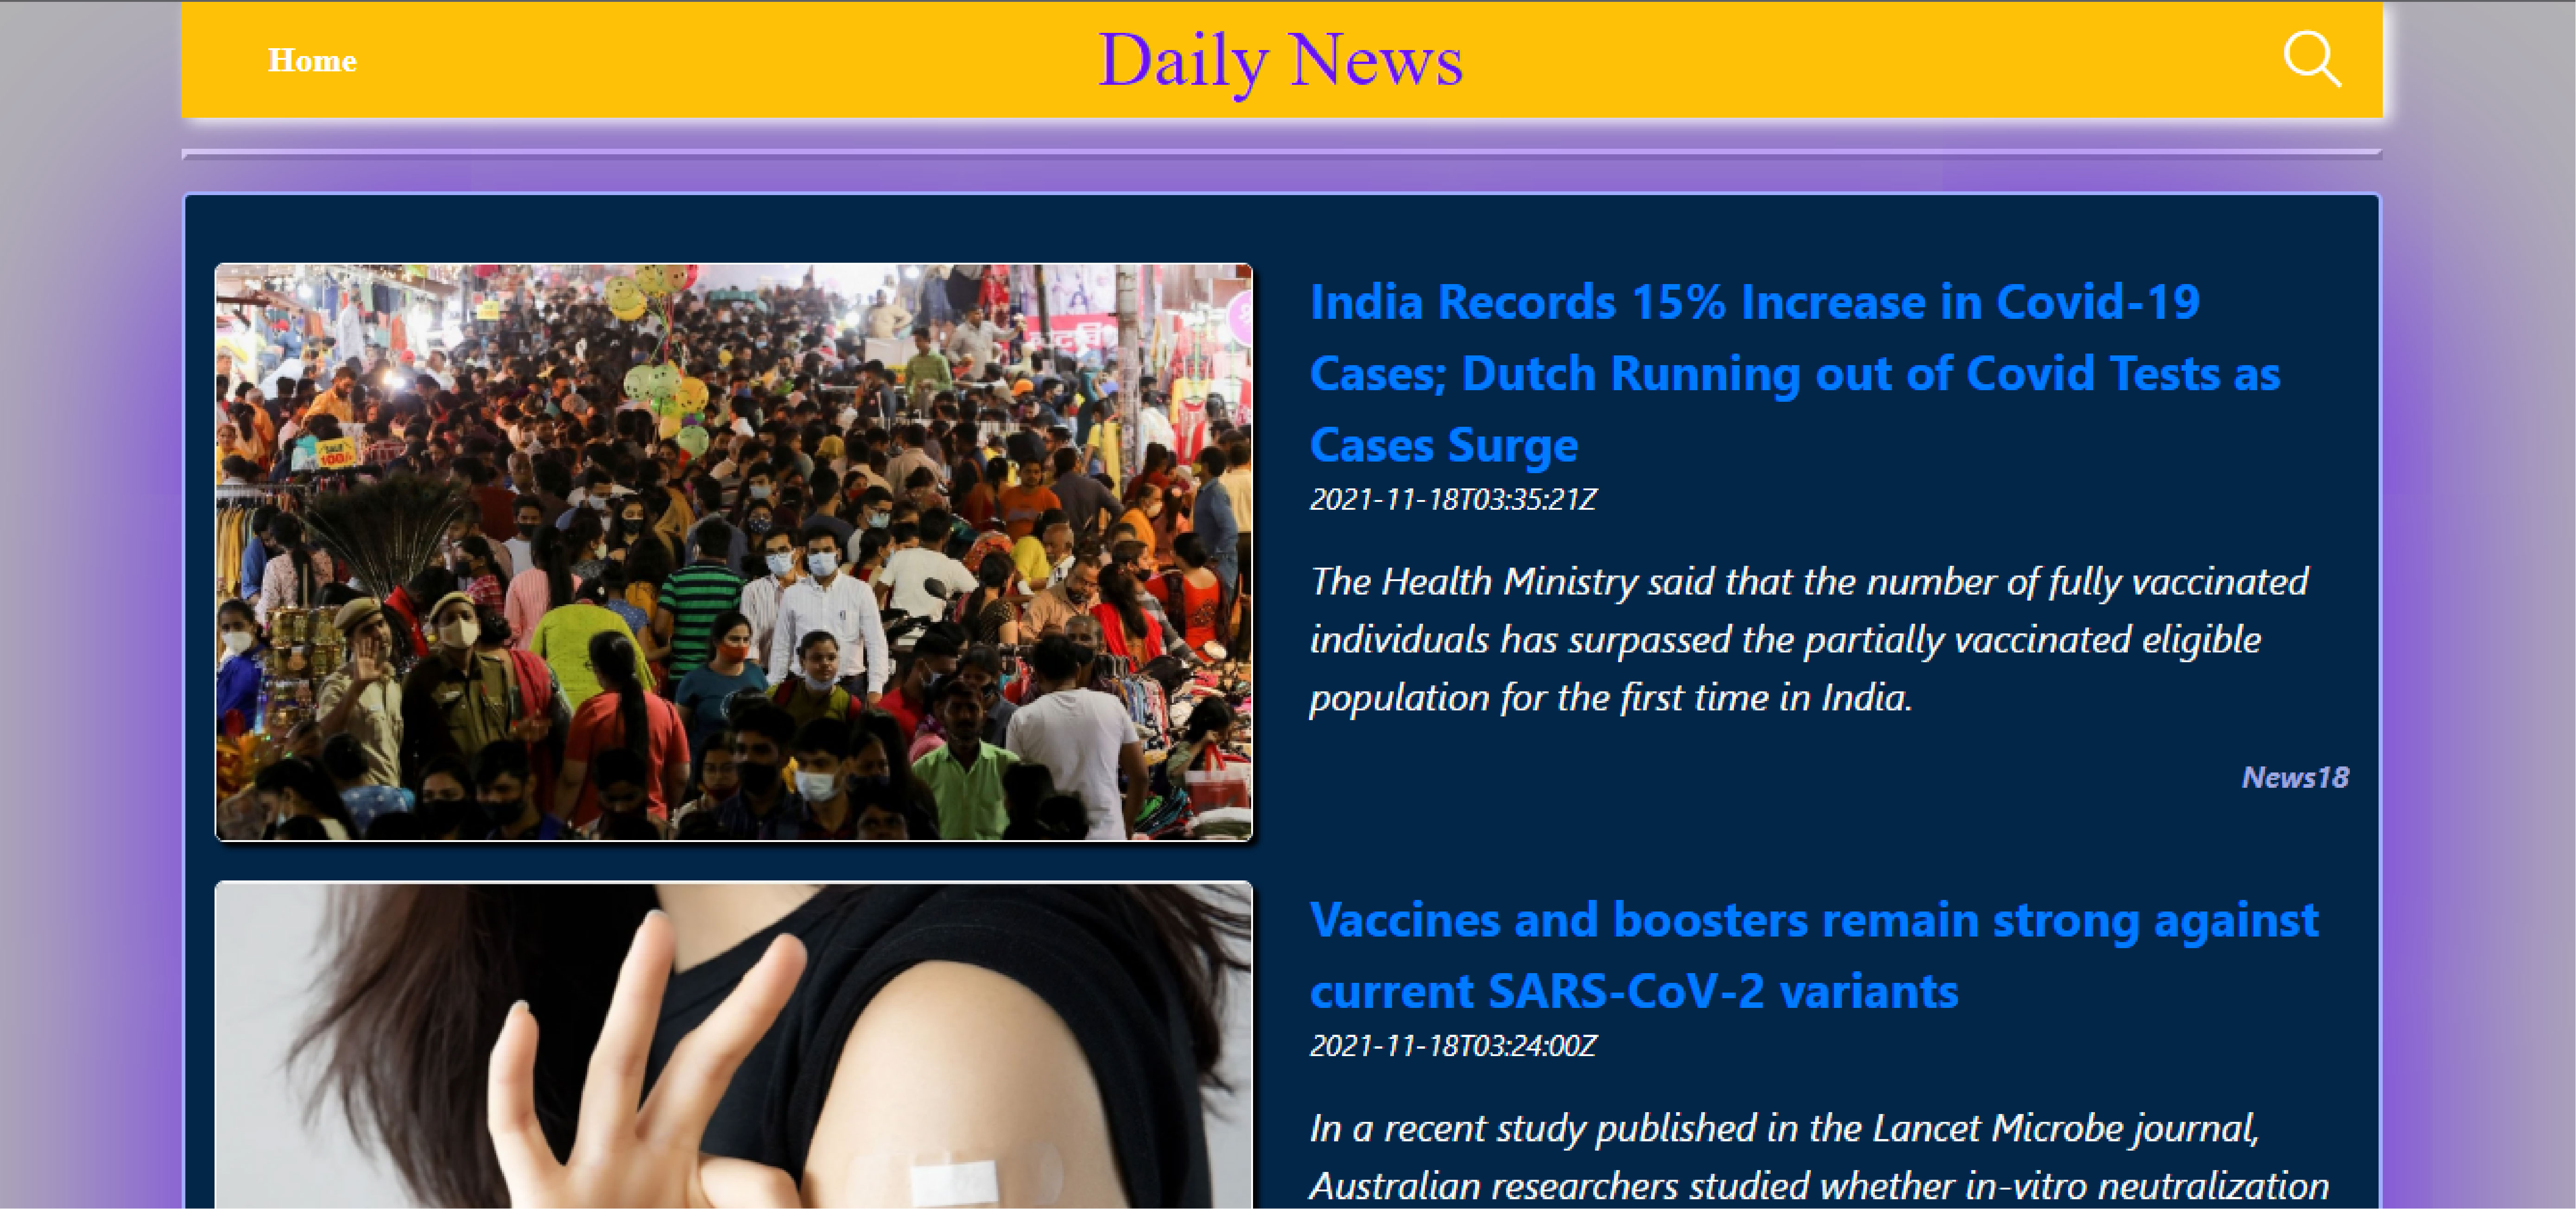 Home
Daily News
India Records 15% Increase in Covid-19
Cases; Dutch Running out of Covid Tests as
Cases Surge
2021-11-18T03:35:21Z
The Health Ministry said that the number of fully vaccinated
individuals has surpassed the partially vaccinated eligible
population for the first time in India.
News18
SALE
100/-
Vaccines and boosters remain strong against
current SARS-CoV-2 variants
2021-11-18T03:24:00Z
In a recent study published in the Lancet Microbe journal,
Australian researchers studied whether in-vitro neutralization